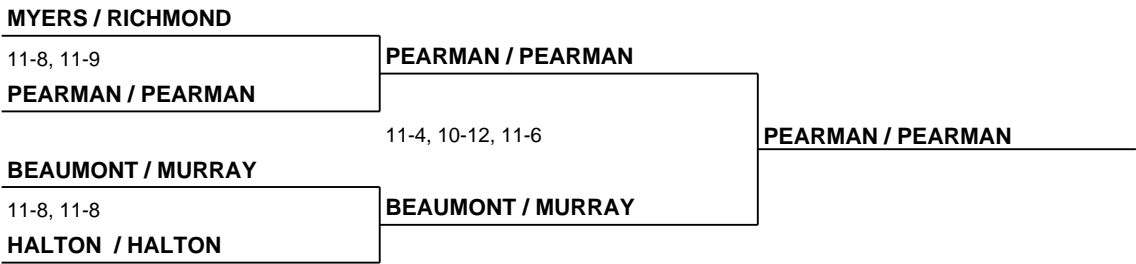 MYERS / RICHMOND
11-8, 11-9
PEARMAN / PEARMAN
PEARMAN / PEARMAN
11-4, 10-12, 11-6
PEARMAN / PEARMAN
BEAUMONT / MURRAY
11-8, 11-8
BEAUMONT / MURRAY
HALTON / HALTON